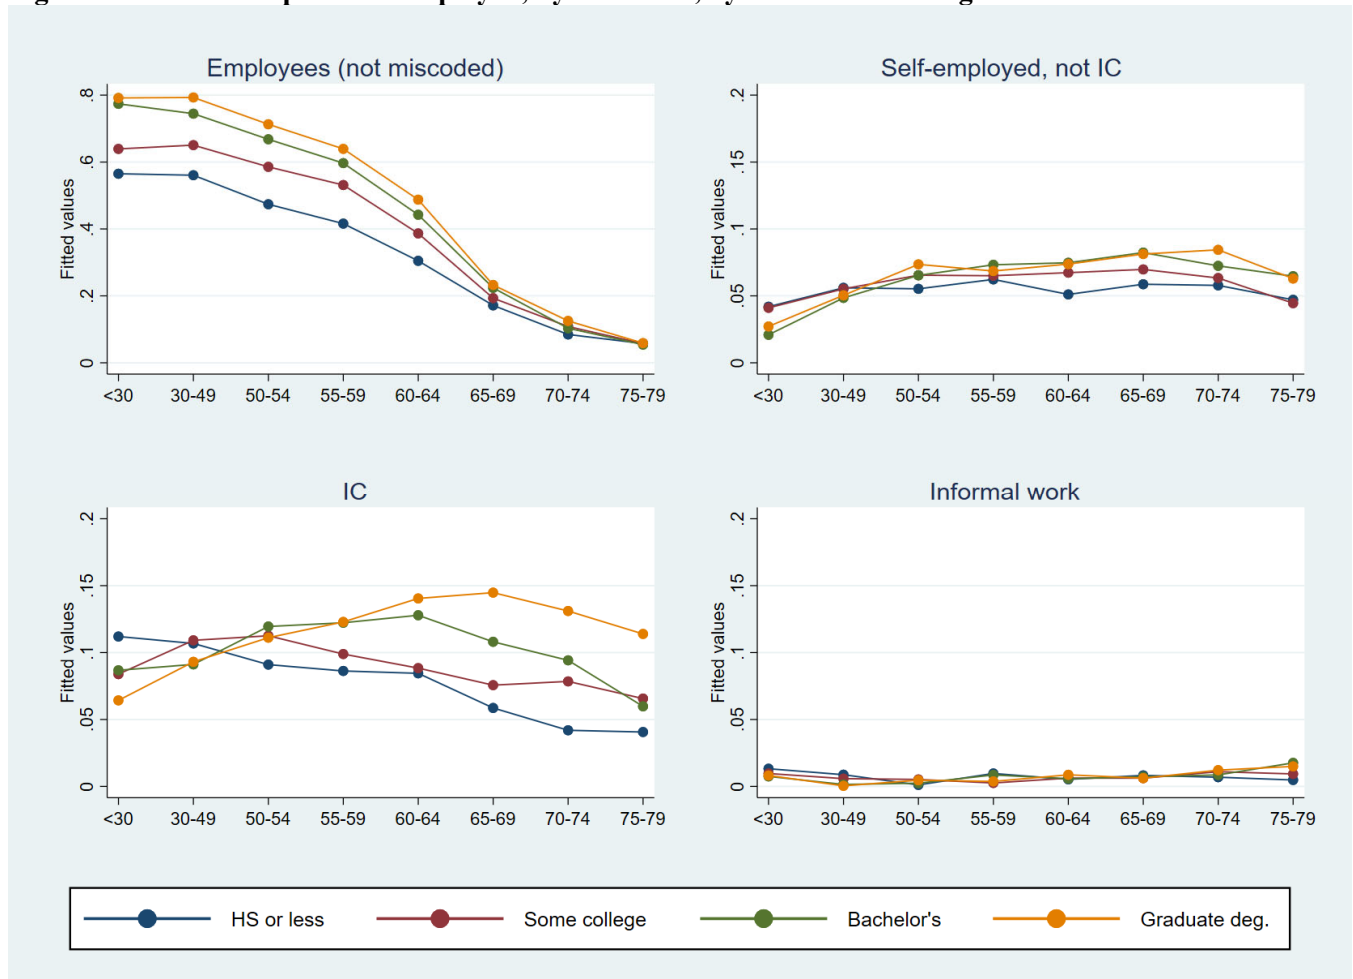 Employees (not miscoded)
Fitted values
.8
.6
.4
.2
0
<30 30-49 50-54 55-59 60-64 65-69 70-74 75-79
Self-employed, not IC
Fitted values
.2
.15
.1
.05
0
<30 30-49 50-54 55-59 60-64 65-69 70-74 75-79
IC
Fitted values
.2
.15
.1
.05
0
<30 30-49 50-54 55-59 60-64 65-69 70-74 75-79
Informal work
Fitted values
.2
.15
.1
.05
0
<30 30-49 50-54 55-59 60-64 65-69 70-74 75-79
HS or less Some college Bachelor's Graduate deg.